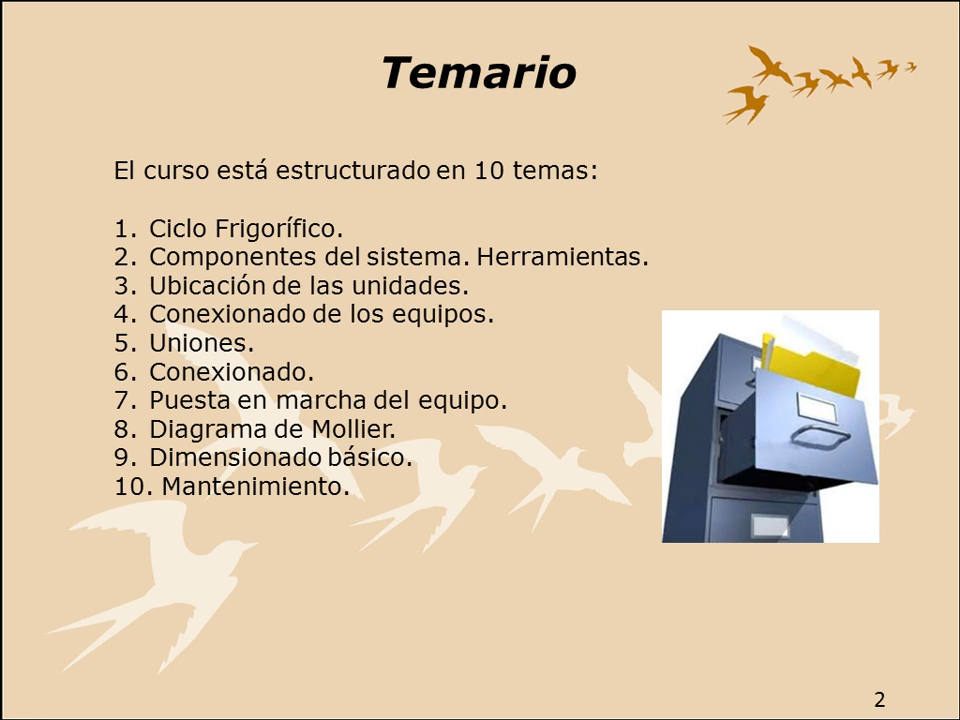 Temario
El curso está estructurado en 10 temas:
1. Ciclo Frigorífico.
2. Componentes del sistema. Herramientas.
3. Ubicación de las unidades.
4. Conexionado de los equipos.
5. Uniones.
6. Conexionado.
7. Puesta en marcha del equipo.
8. Diagrama de Mollier.
9. Dimensionado básico.
10. Mantenimiento.
2